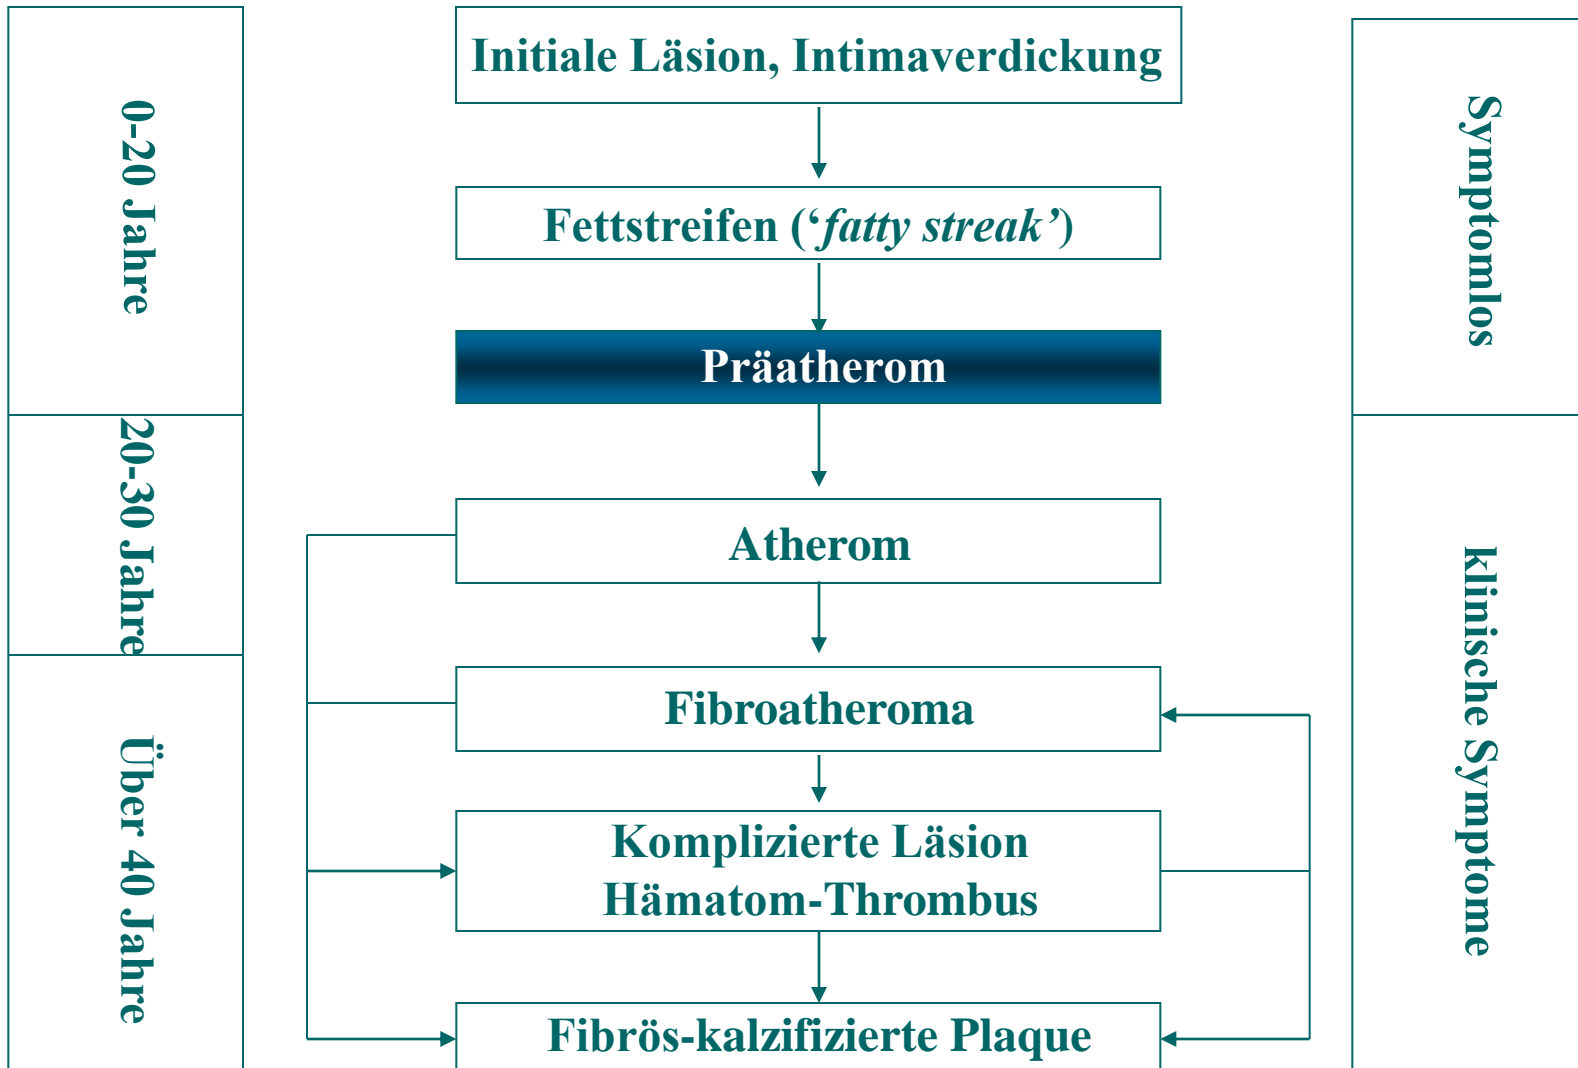 0-20 Jahre
20-30 Jahre
Über 40 Jahre
Initiale Läsion, Intimaverdickung
Fettstreifen (‘fatty streak’)
Präatherom
Atherom
Fibroatheroma
Komplizierte Läsion
Hämatom-Thrombus
Fibrös-kalzifizierte Plaque
Symptomlos
klinische Symptome